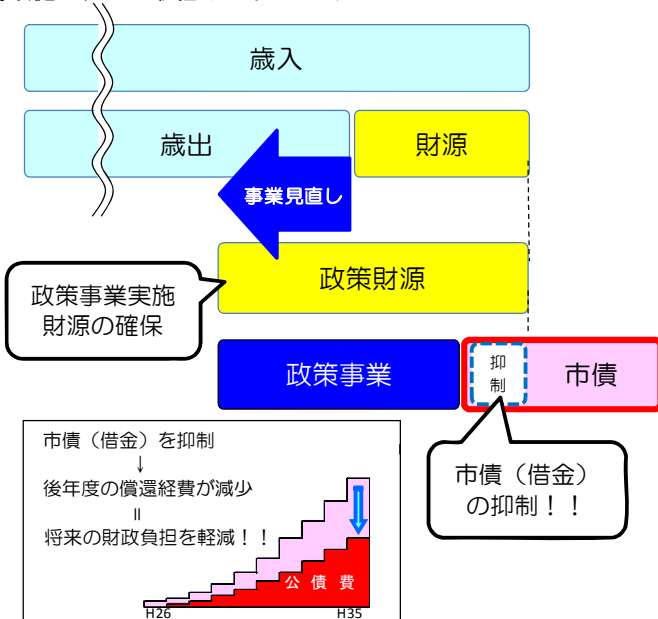 歳入
歳出
財源
事業見直し
政策財源
政策事業実施
財源の確保
政策事業
抑
制
市債
市債（借金）
の抑制！！
市債（借金）を抑制
↓
後年度の償還経費が減少
＝
将来の財政負担を軽減！！
公債費
H26
H35